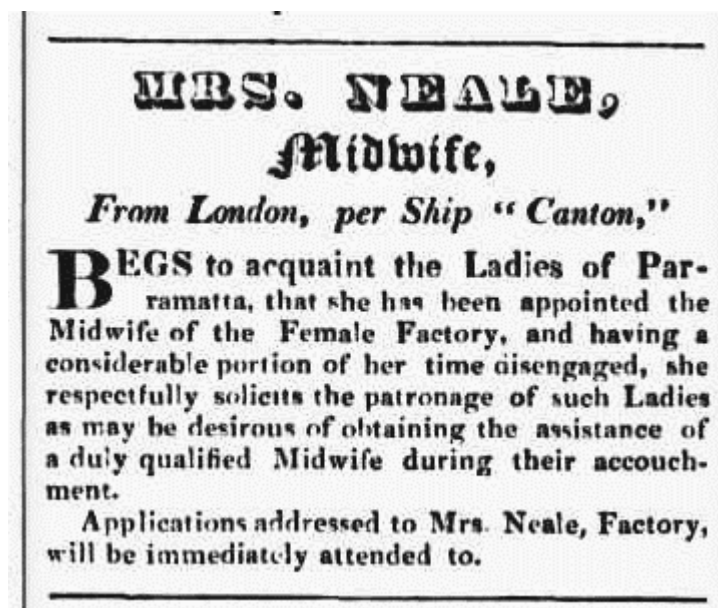 MRS. NEALE,
Midwife,
From London, per Ship “ Canton,”
BEGS to acquaint the Ladies of Par-
ramatta, that she has been appointed the
Midwife of the Female Factory, and having a
considerable portion of her time disengaged, she
respectfully solicits the patronage of such Ladies
as may be desirous of obtaining the assistance of
a duly qualified Midwife during their accouch-
ment.
Applications addressed to Mrs. Neale, Factory,
will be immediately attended to.